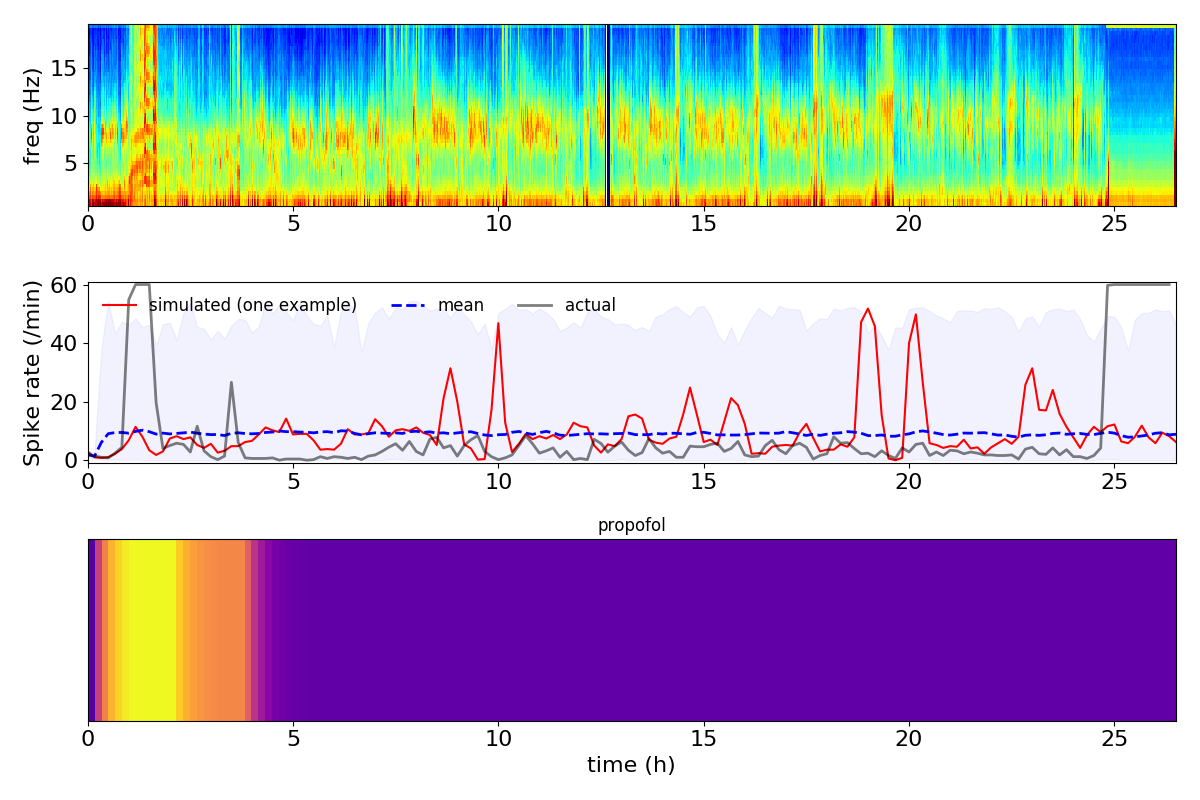 freq (Hz)
15
10
5
0 5 10 15 20 25
Spike rate (/min)
60
40
20
0
simulated (one example) mean actual
0 5 10 15 20 25
propofol
0 5 10 15 20 25
time (h)